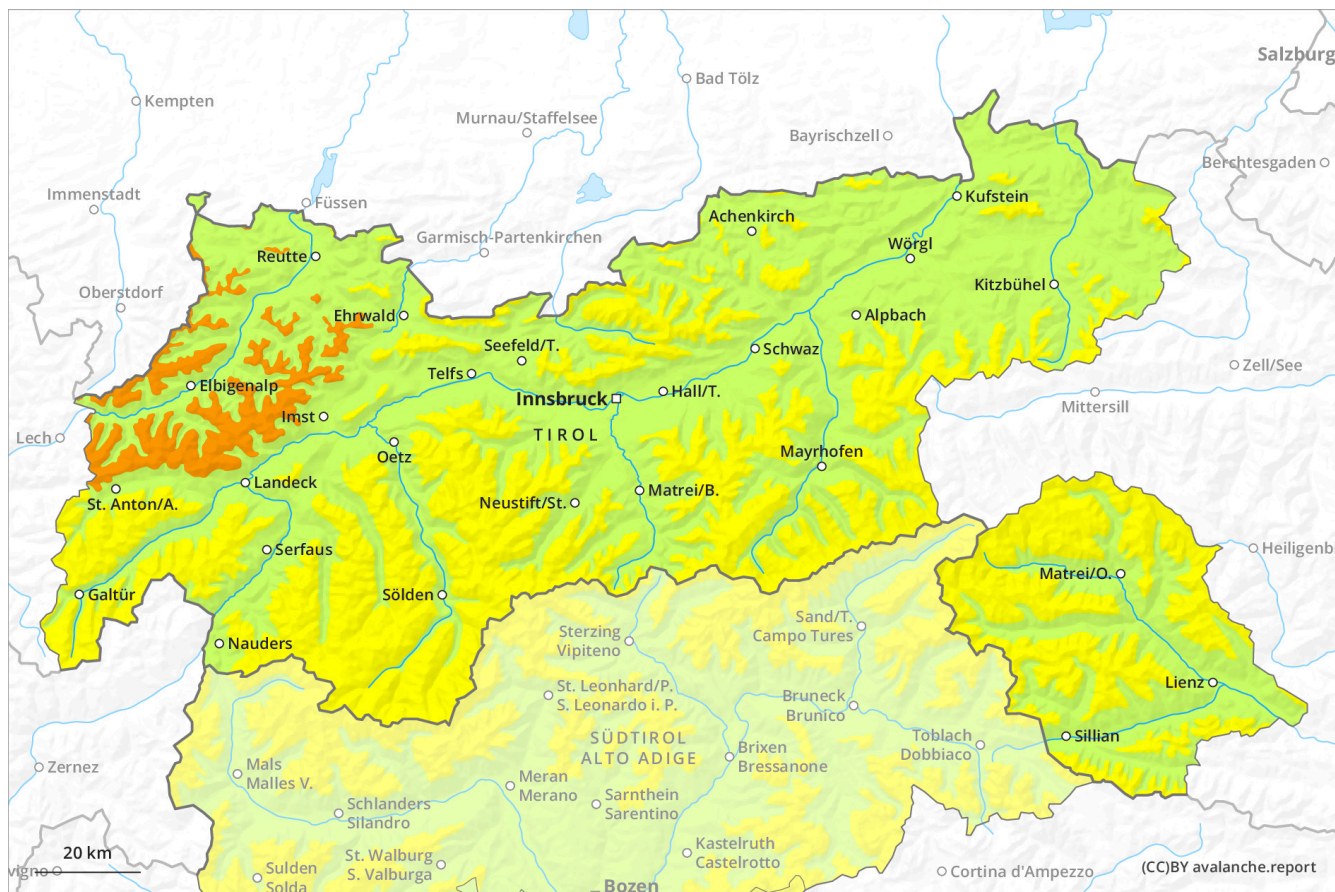 Salzburg
Bad Tölz
Kempten
Murnau/Staffelsee
Bayrischzell
Berchtesgaden
Immenstadt
Füssen
Kufstein
Achenkirch
Garmisch-Partenkirchen
Wörgl
Reutte
Kitzbühel
Oberstdorf
Ehrwald
Alpbach
Seefeld/T.
Schwaz
Zell/See
Telfs
Elbigenalp
Hall/T.
Innsbruck
Mittersill
Imst
TIROL
Lech
Oetz
Mayrhofen
Landeck
Matrei/B.
St. Anton/A.
Neustift/St.
Serfaus
Heiligenb
Matrei/O.
Galtür
Sölden
Sand/T.
Campo Tures
Sterzing
Vipiteno
Nauders
Lienz
St. Leonhard/P.
S. Leonardo i. P.
Bruneck
Brunico
SÜDTIROL
ALTO ADIGE
Toblach
Dobbiaco
Sillian
Brixen
Bressanone
Zernez
Mals
Malles V.
Meran
Merano
Sarnthein
Sarentino
Schlanders
Silandro
Kastelruth
Castelrotto
20 km
St. Walburg
S. Valburga
vigno
Sulden
Solda
Cortina d'Ampezzo
(CC)BY avalanche.report
Bozen